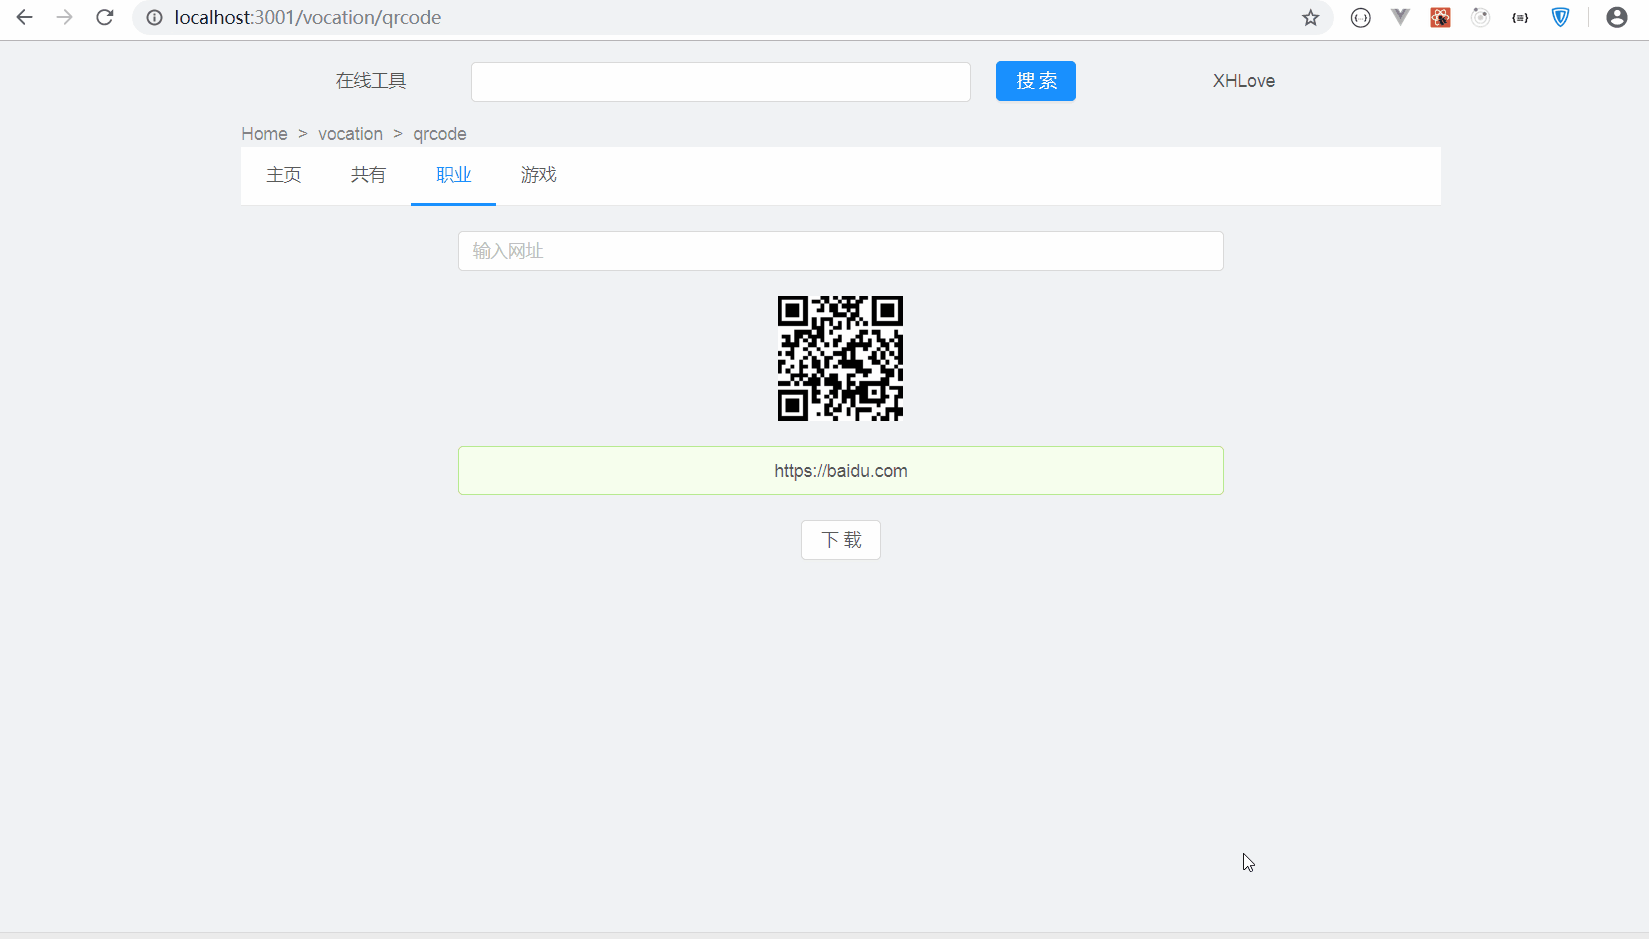 localhost:3001/vocation/qrcode
在线工具 搜 索 XHLove
Home > vocation > qrcode
主页 共有 职业 游戏
输入网址
https://baidu.com
下 载